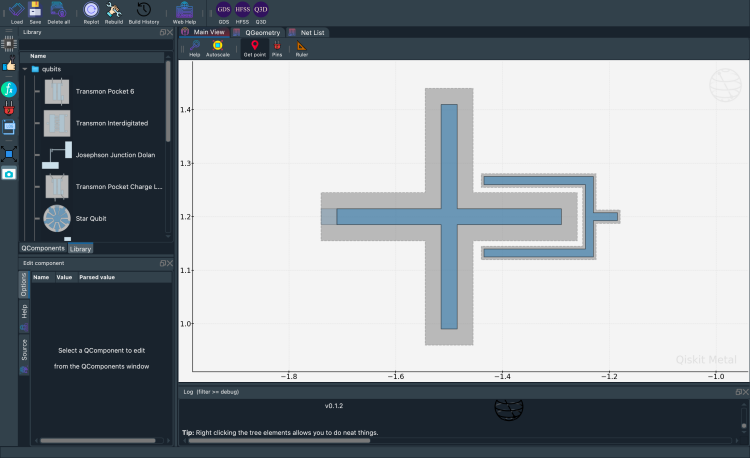 GDS HFSS Q3D
Load Save Delete all Replot Rebuild Build History Web Help GDS HFSS Q3D
Library
Main View QGeometry Net List
Help Autoscale Get point Pins Ruler
Name
qubits
Transmon Pocket 6
Transmon Interdigitated
Josephson Junction Dolan
Transmon Pocket Charge L...
Star Qubit
QComponents Library
Edit component
Options
Help
Source
Name Value Parsed value
Select a QComponent to edit
from the QComponents window
1.4
1.3
1.2
1.1
1.0
−1.8 −1.6 −1.4 −1.2 −1.0
Qiskit Metal
Log (filter >= debug)
v0.1.2
Tip: Right clicking the tree elements allows you to do neat things.